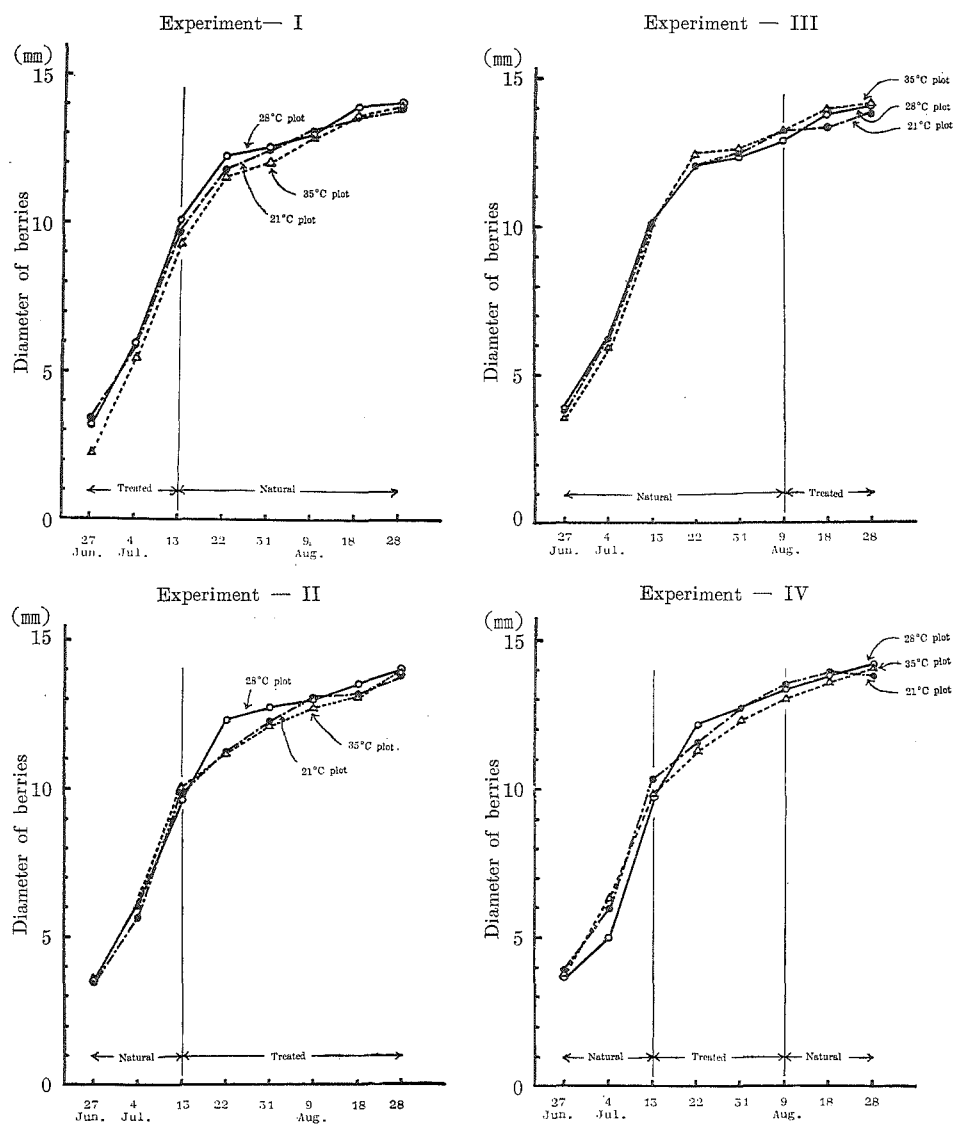 Experiment— I
(mm)
15
10
5
0
Diameter of berries
28°C plot
35°C plot
21°C plot
Treated
Natural
27 4 13 22 31 9. 18 28
Jun. Jul. Aug.
Experiment — III
(mm)
15
10
5
0
Diameter of berries
35°C plot
28°C plot
21°C plot
Natural
Treated
27 4 13 22 31 9 18 28
Jun. Jul. Aug.
Experiment — II
(mm)
15
10
5
0
Diameter of berries
28°C plot
35°C plot.
21°C plot
Natural
Treated
27 4 13 22 31 9 18 28
Jun. Jul. Aug.
Experiment — IV
(mm)
15
10
5
0
Diameter of berries
28°C plot
35°C plot
21°C plot
Natural
Treated
Natural
27 4 13 22 31 9 18 28
Jun. Jul. Aug.